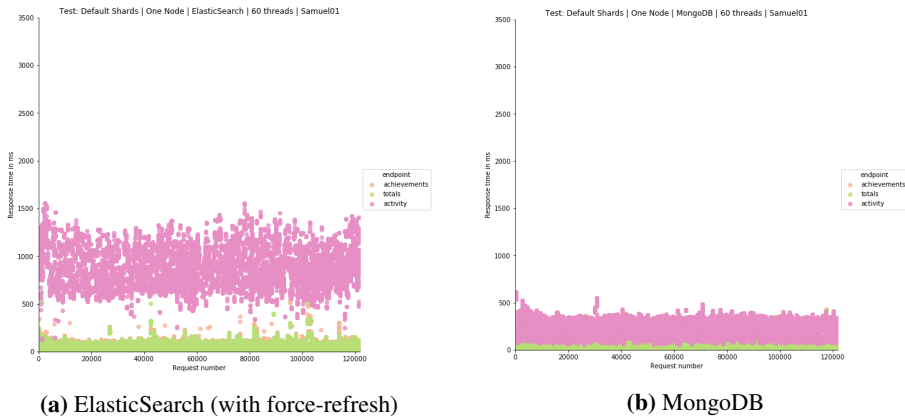 Test: Default Shards | One Node | ElasticSearch | 60 threads | Samuel01
3500
3000
2500
2000
1500
1000
500
0
Response time in ms
0
20000
40000
60000
80000
100000
120000
Request number
endpoint
achievements
totals
activity
(a) ElasticSearch (with force-refresh)
Test: Default Shards | One Node | MongoDB | 60 threads | Samuel01
3500
3000
2500
2000
1500
1000
500
0
Response time in ms
0
20000
40000
60000
80000
100000
120000
Request number
endpoint
achievements
totals
activity
(b) MongoDB